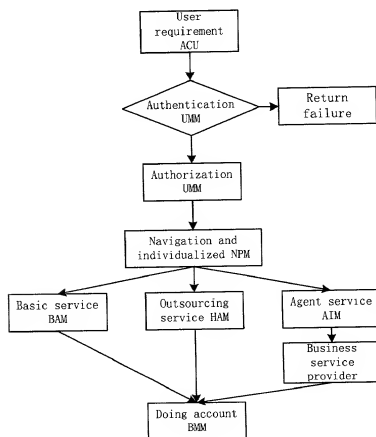 User
requirement
ACU
Authentication
UMM
Return
failure
Authorization
UMM
Navigation and
individualized NPM
Basic service
BAM
Outsourcing
service HAM
Agent service
AIM
Business
service
provider
Doing account
BMM